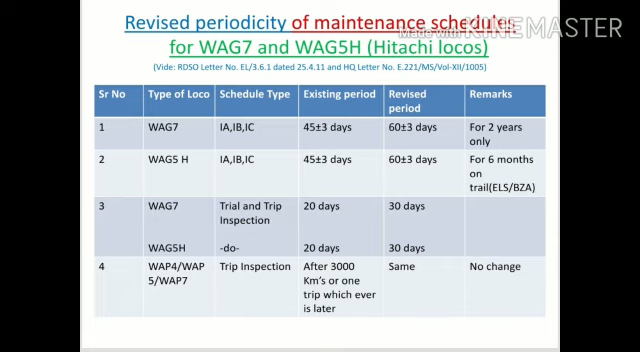 Revised periodicity of maintenance schedules
Made with KINEMASTER
for WAG7 and WAG5H (Hitachi locos)
(Vide: RDSO Letter No. EL/3.6.1 dated 25.4.11 and HQ Letter No. E.221/MS/Vol-XII/1005)
Sr No Type of Loco Schedule Type Existing period Revised period Remarks
1 WAG7 IA,IB,IC 45±3 days 60±3 days For 2 years only
2 WAG5 H IA,IB,IC 45±3 days 60±3 days For 6 months on trail(ELS/BZA)
3 WAG7 Trial and Trip Inspection 20 days 30 days
WAG5H -do- 20 days 30 days
4 WAP4/WAP5/WAP7 Trip Inspection After 3000 Km's or one trip which ever is later Same No change